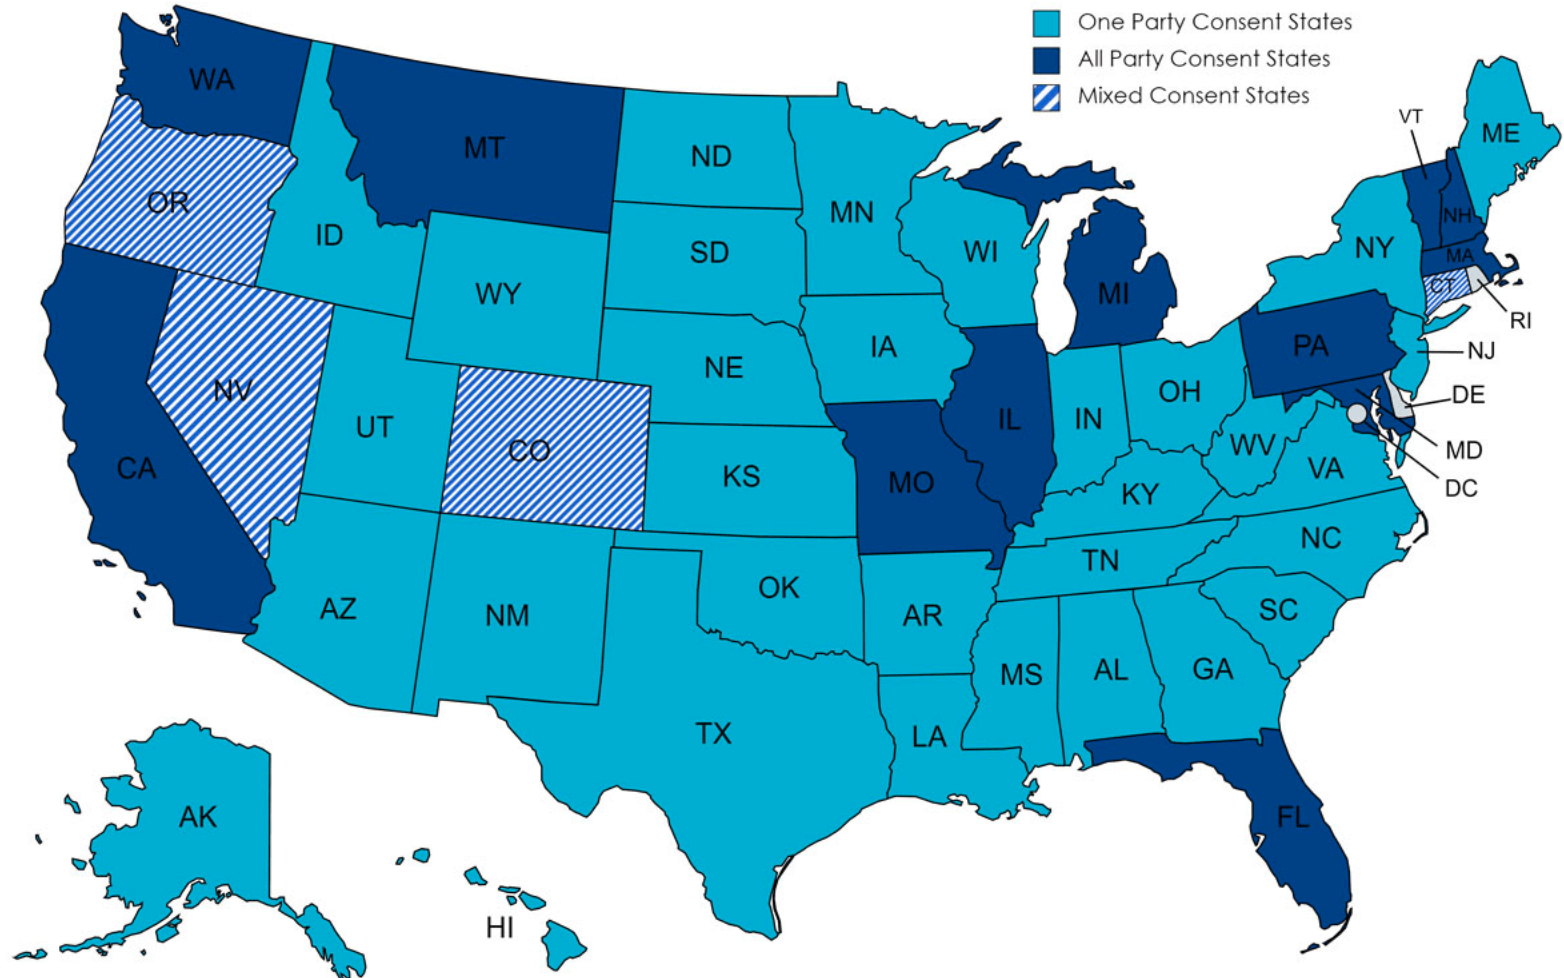 One Party Consent States
All Party Consent States
Mixed Consent States
WA
MT
ND
MN
VT
ME
OR
ID
SD
WI
NH
NY
MA
WY
MI
CT
RI
IA
PA
NJ
NE
NV
UT
CO
IL
IN
OH
DE
WV
MD
CA
KS
MO
VA
DC
KY
NC
TN
OK
AZ
NM
AR
SC
MS
AL
GA
TX
LA
AK
FL
HI